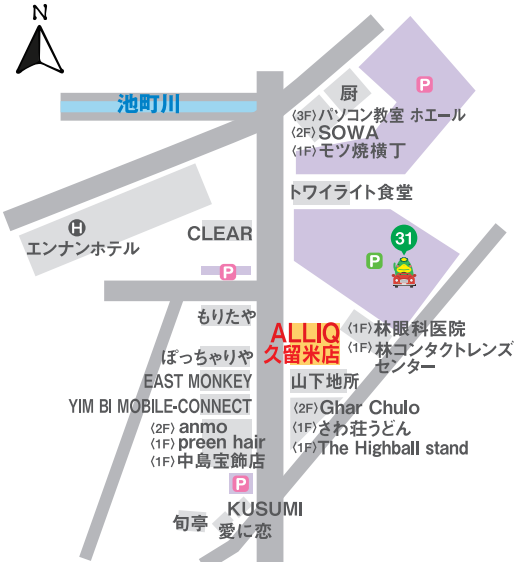 N
池町川
P
厨
〈3F〉パソコン教室 ホエール
〈2F〉SOWA
〈1F〉モツ焼横丁
トワイライト食堂
H
エンナンホテル
CLEAR
31
P
P
もりたや
ALLIQ
久留米店
〈1F〉林眼科医院
〈1F〉林コンタクトレンズ
センター
ぽっちゃりや
EAST MONKEY
山下地所
YIM BI MOBILE-CONNECT
〈2F〉Ghar Chulo
〈1F〉さわ荘うどん
〈1F〉The Highball stand
〈2F〉anmo
〈1F〉preen hair
〈1F〉中島宝飾店
P
KUSUMI
旬亭
愛に恋